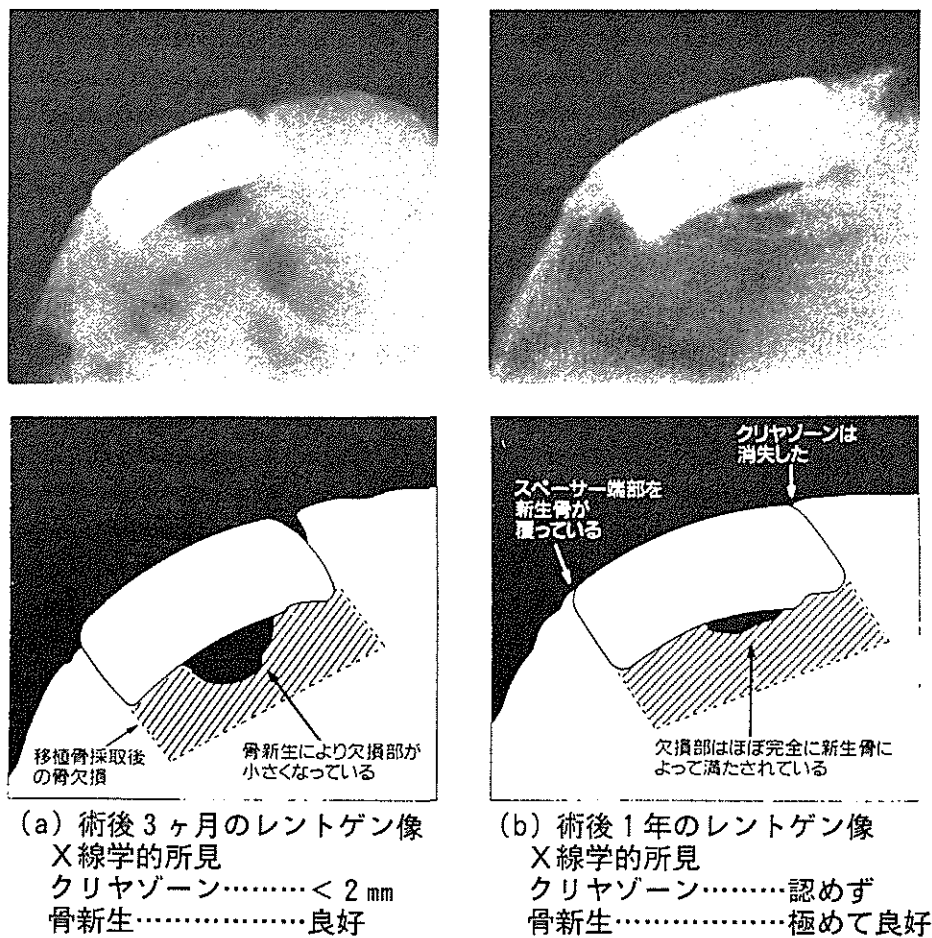 クリヤゾーンは
消失した
スペーサー端部を
新生骨が
覆っている
移植骨採取後
の骨欠損
骨新生により欠損部が
小さくなっている
欠損部はほぼ完全に新生骨に
よって満たされている
(a) 術後3ヶ月のレントゲン像
X線学的所見
クリヤゾーン………<2㎜
骨新生………………良好
(b) 術後1年のレントゲン像
X線学的所見
クリヤゾーン………認めず
骨新生………………極めて良好